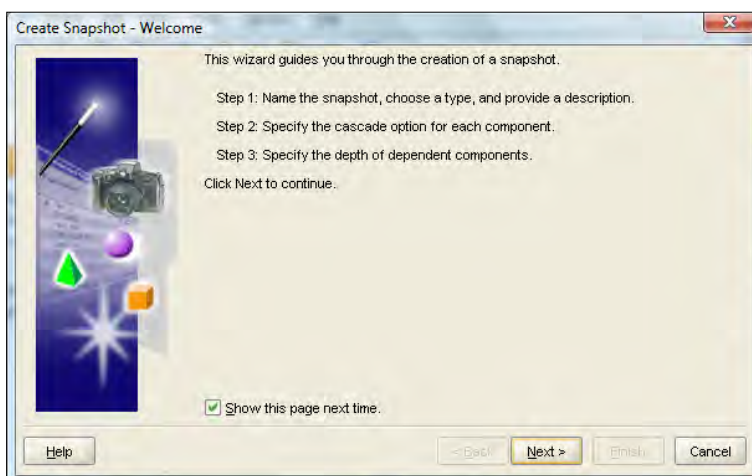 Create Snapshot - Welcome
This wizard guides you through the creation of a snapshot.
Step 1: Name the snapshot, choose a type, and provide a description.
Step 2: Specify the cascade option for each component.
Step 3: Specify the depth of dependent components.
Click Next to continue.
Show this page next time.
Help
< Back
Next >
Finish
Cancel